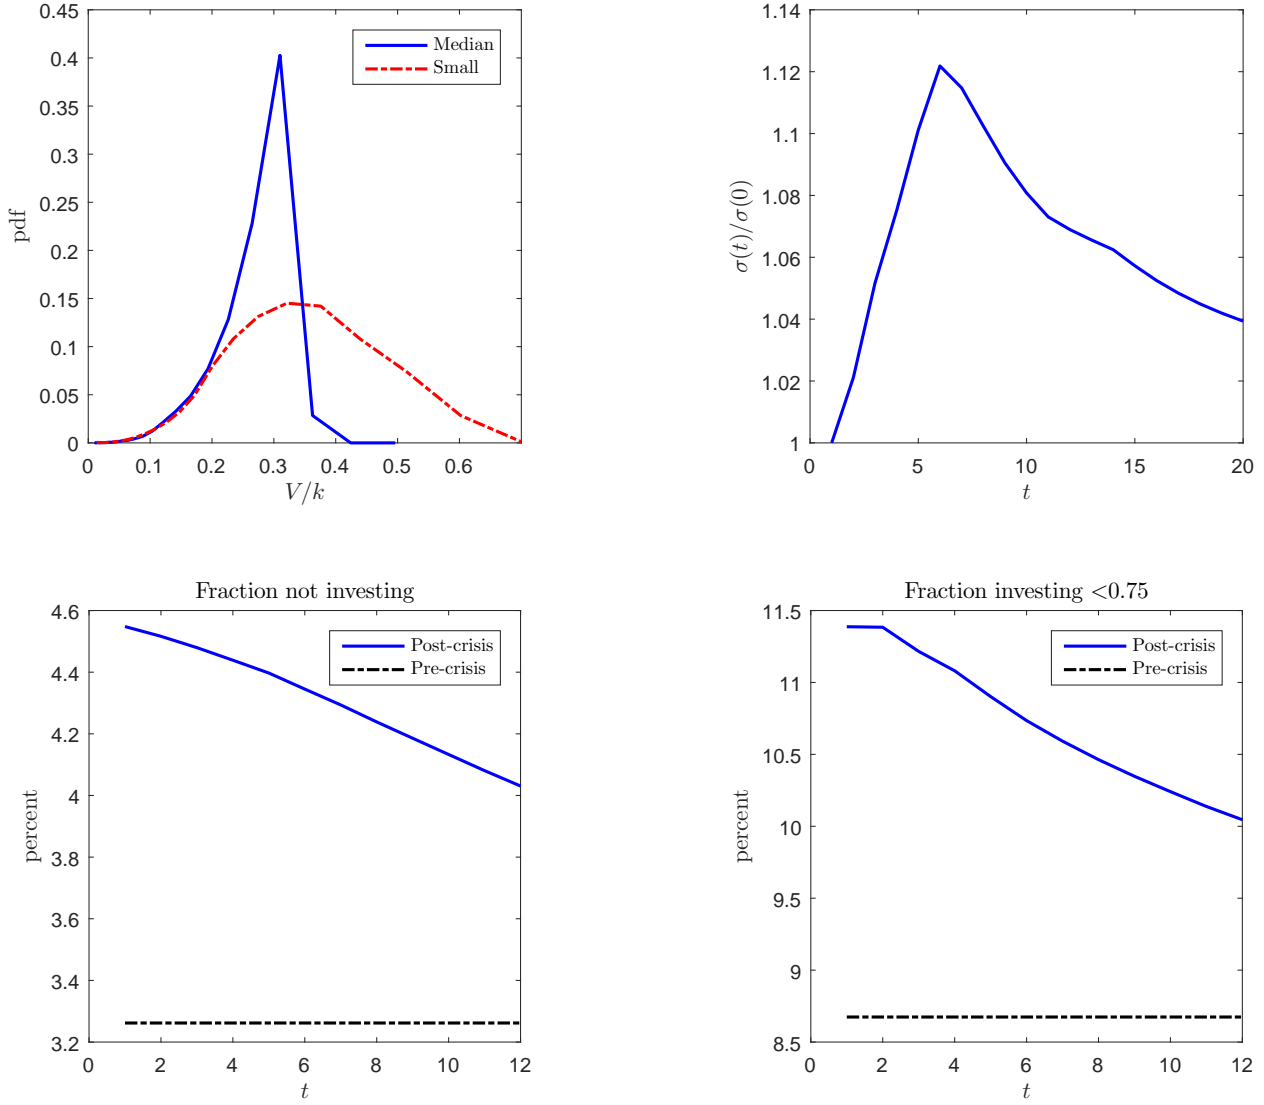 0.45
0.4
0.35
0.3
0.25
0.2
0.15
0.1
0.05
0
pdf
Median
Small
0 0.1 0.2 0.3 0.4 0.5 0.6
V/k
1.14
1.12
1.1
1.08
1.06
1.04
1.02
1
σ(t)/σ(0)
0 5 10 15 20
t
Fraction not investing
4.6
4.4
4.2
4
3.8
3.6
3.4
3.2
percent
Post-crisis
Pre-crisis
0 2 4 6 8 10 12
t
Fraction investing <0.75
11.5
11
10.5
10
9.5
9
8.5
percent
Post-crisis
Pre-crisis
0 2 4 6 8 10 12
t